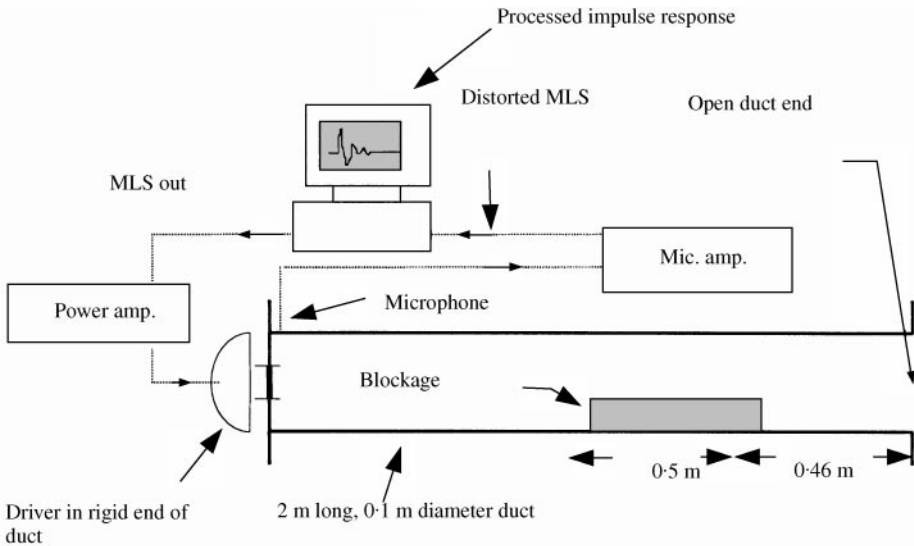 Processed impulse response
Distorted MLS
Open duct end
MLS out
Mic. amp.
Power amp.
Microphone
Blockage
0·5 m
0·46 m
Driver in rigid end of
duct
2 m long, 0·1 m diameter duct